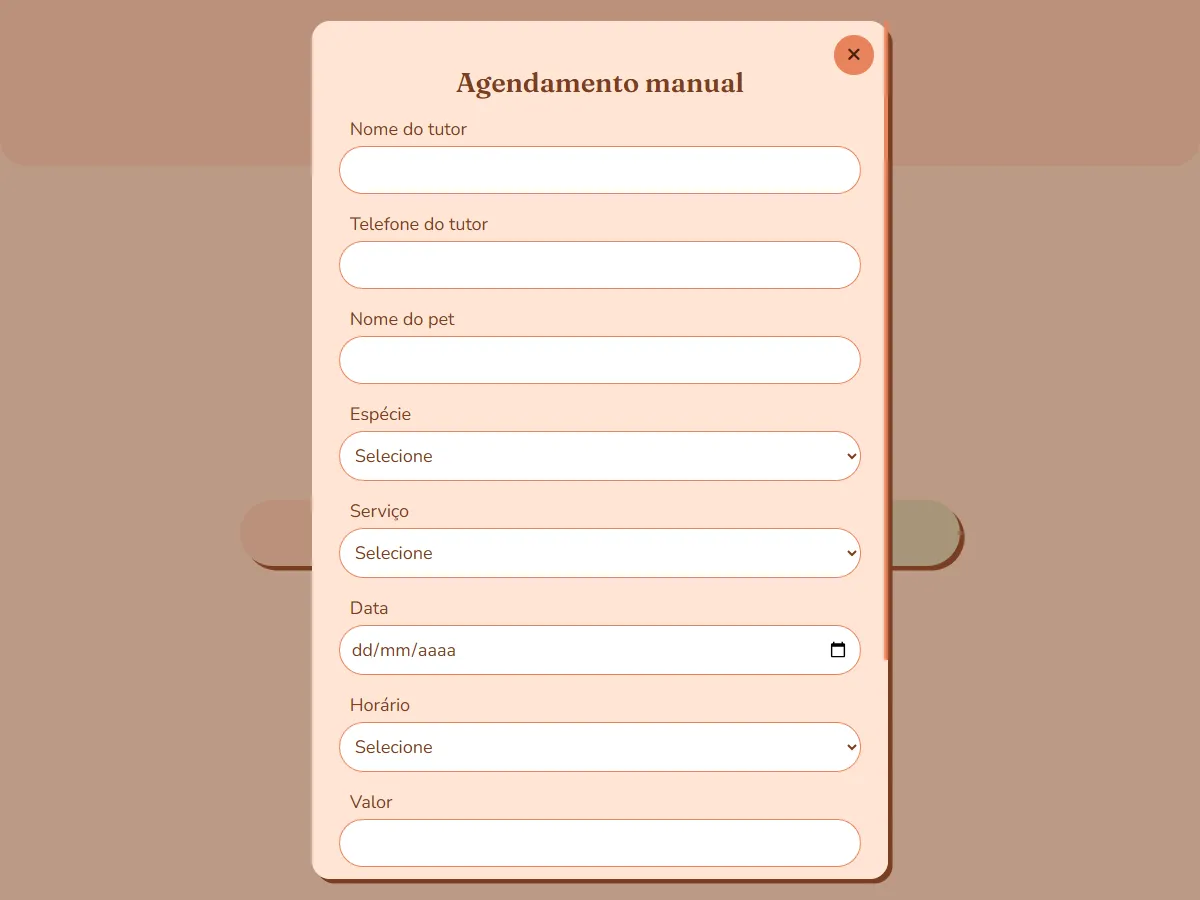 ✕
Agendamento manual
Nome do tutor
Telefone do tutor
Nome do pet
Espécie
Selecione
Serviço
Selecione
Data
dd/mm/aaaa
Horário
Selecione
Valor